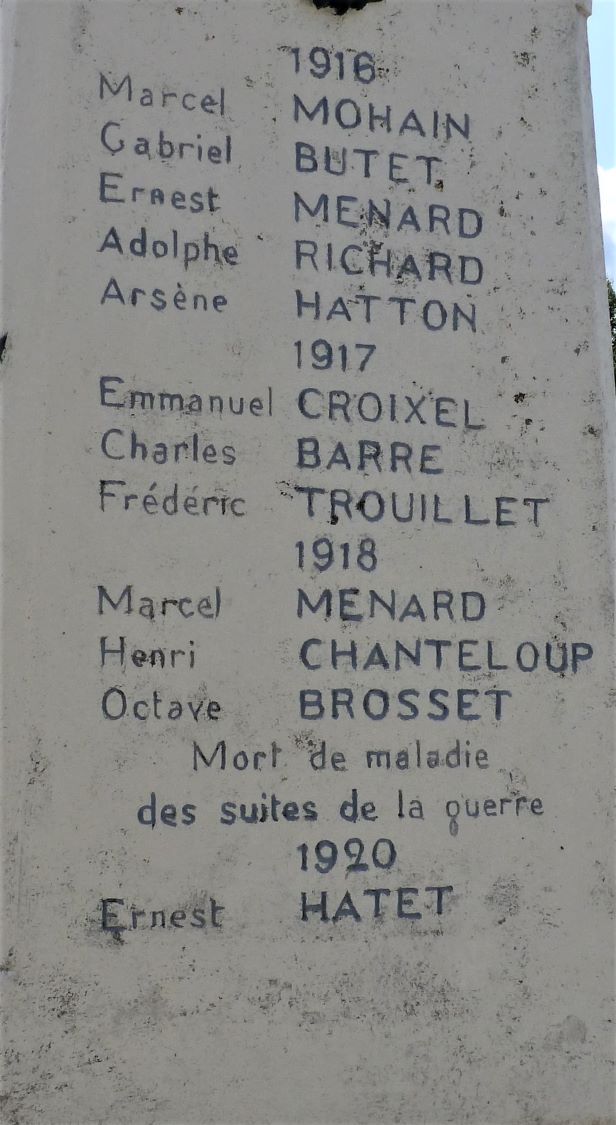 1916
Marcel MOHAIN
Gabriel BUTET
Ernest MENARD
Adolphe RICHARD
Arsène HATTON
1917
Emmanuel CROIXEL
Charles BARRE
Frédéric TROUILLET
1918
Marcel MENARD
Henri CHANTELOUP
Octave BROSSET
Mort de maladie
des suites de la guerre
1920
Ernest HATET